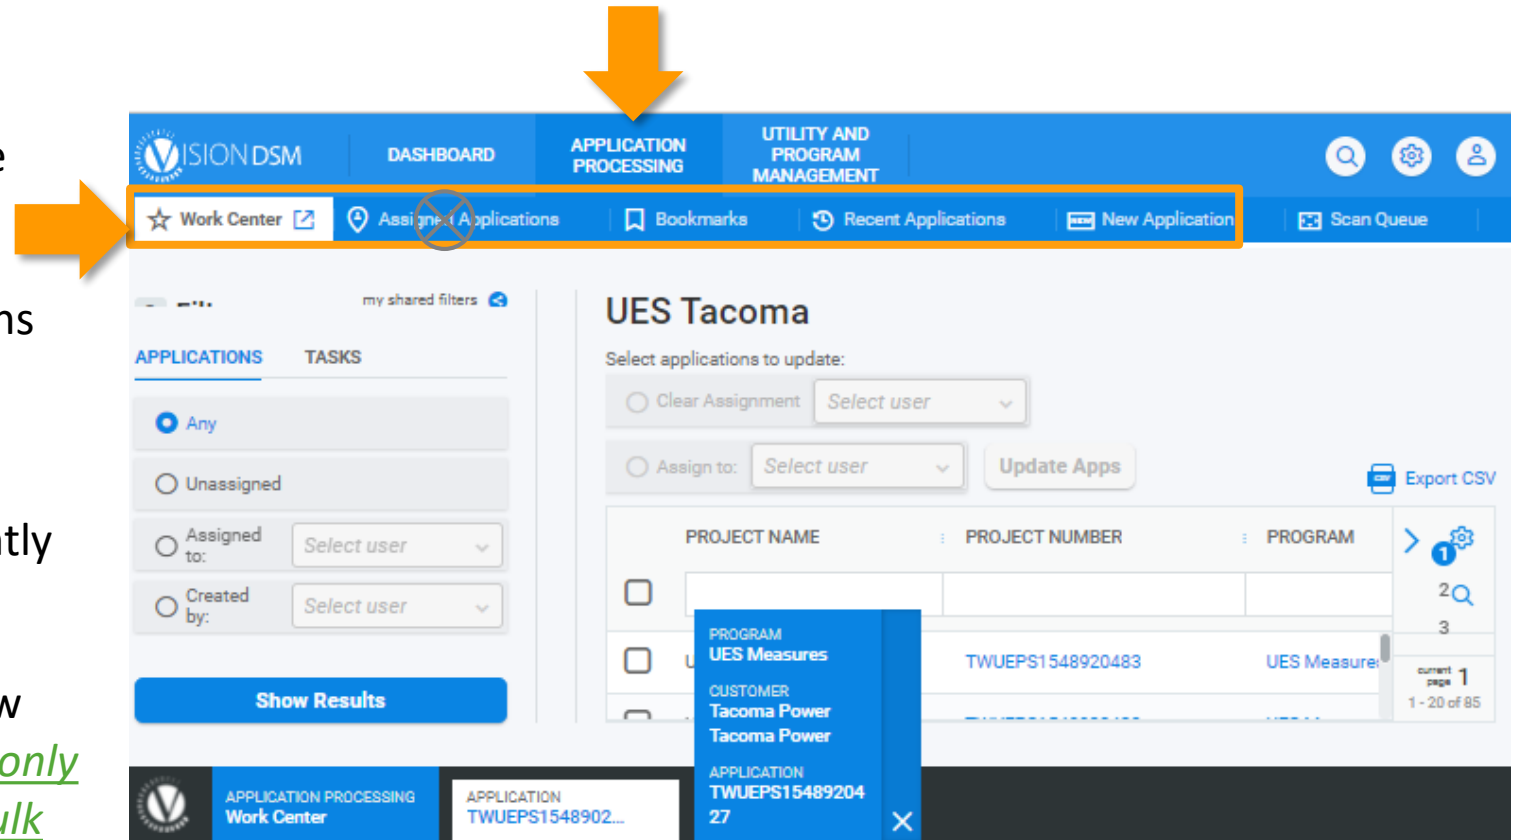 VISION DSM
DASHBOARD
APPLICATION
PROCESSING
UTILITY AND
PROGRAM
MANAGEMENT
Work Center
Assigned Applications
Bookmarks
Recent Applications
New Application
Scan Queue
my shared filters
APPLICATIONS
TASKS
Any
Unassigned
Assigned
to:
Select user
Created
by:
Select user
Show Results
UES Tacoma
Select applications to update:
Clear Assignment
Select user
Assign to:
Select user
Update Apps
Export CSV
PROJECT NAME
PROJECT NUMBER
PROGRAM
1
2
3
U
TWUEPS1548920483
UES Measure
current
page 1
1 - 20 of 85
PROGRAM
UES Measures
CUSTOMER
Tacoma Power
Tacoma Power
APPLICATION
TWUEPS15489204
27
APPLICATION PROCESSING
Work Center
APPLICATION
TWUEPS1548902...
e
ns
tly
w
only
ulk